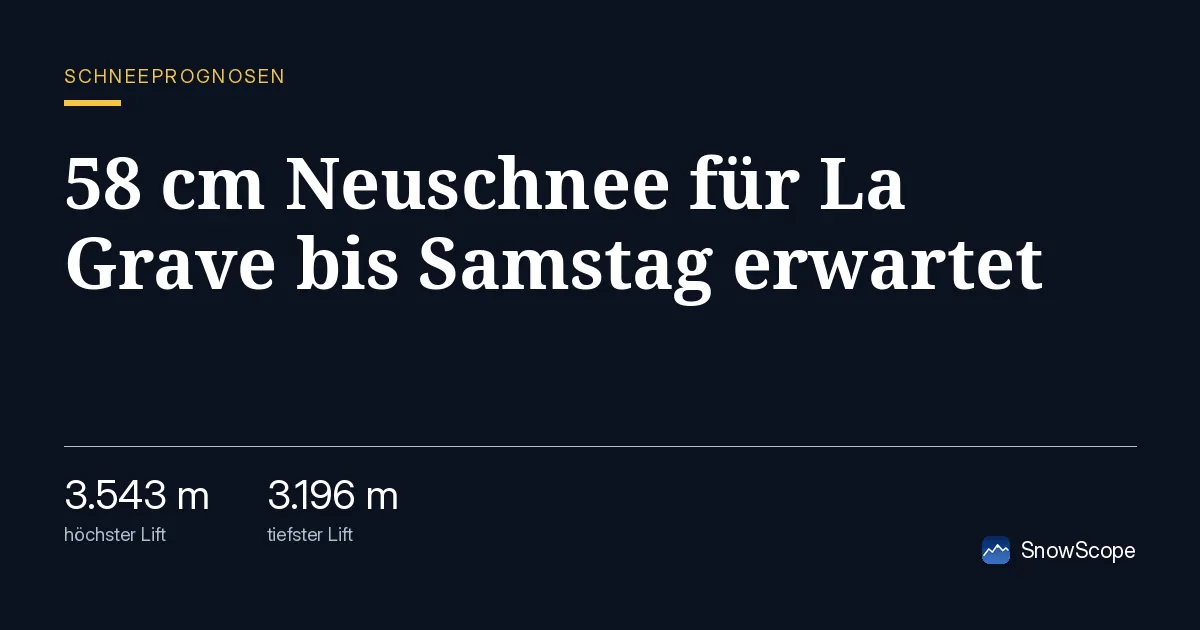 SCHNEEPROGNOSEN
58 cm Neuschnee für La
Grave bis Samstag erwartet
3.543 m
höchster Lift
3.196 m
tiefster Lift
SnowScope